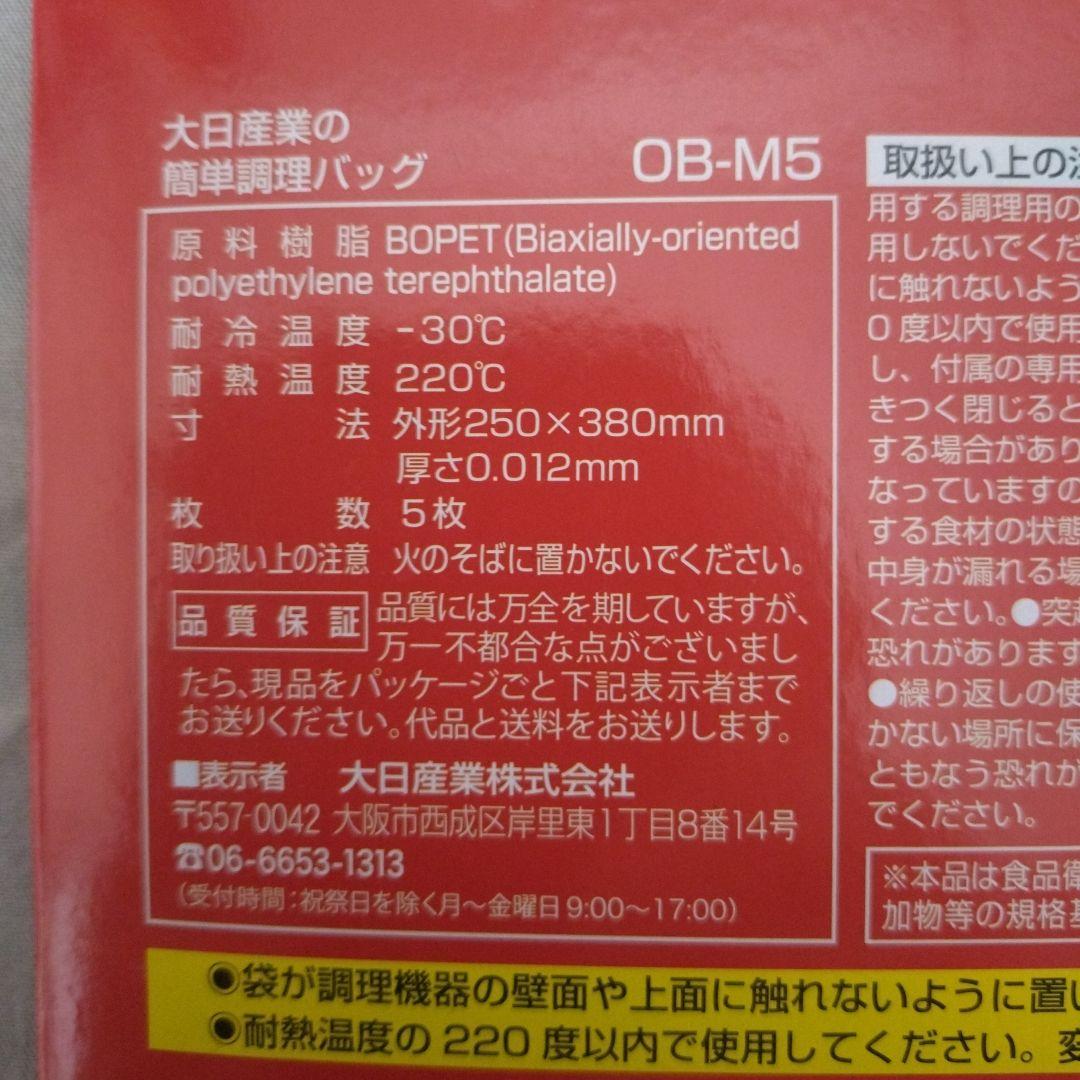 大日産業の
簡単調理バッグ OB-M5
原料樹脂 BOPET(Biaxially-oriented
polyethylene terephthalate)
耐冷温度 -30℃
耐熱温度 220℃
寸法 外形250×380mm
厚さ0.012mm
枚数 5枚
取り扱い上の注意 火のそばに置かないでください。
品質保証 品質には万全を期していますが、
万一不都合な点がございまし
たら、現品をパッケージごと下記表示者まで
お送りください。代品と送料をお送りします。
■表示者 大日産業株式会社
〒557-0042 大阪市西成区岸里東1丁目8番14号
☎06-6653-1313
(受付時間:祝祭日を除く月〜金曜日9:00〜17:00)
取扱い上の注
用する調理用の
用しないでくだ
に触れないよう
0度以内で使用
し、付属の専用
きつく閉じると
する場合があり
なっていますの
する食材の状態
中身が漏れる場
ください。●突起
恐れがあります
●繰り返しの使
かない場所に保
ともなう恐れが
でください。
※本品は食品衛
加物等の規格基
●袋が調理機器の壁面や上面に触れないように置い
●耐熱温度の220度以内で使用してください。変